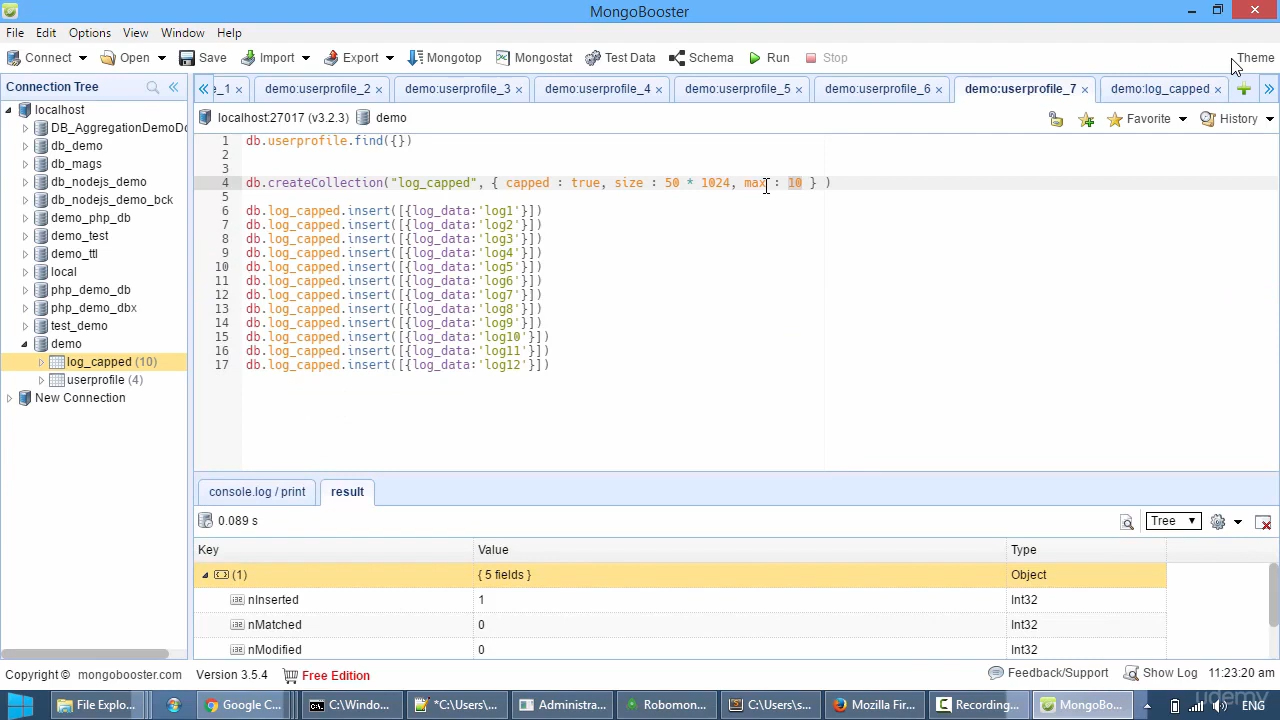 MongoBooster
File Edit Options View Window Help
Connect Open Save Import Export Mongotop Mongostat Test Data Schema Run Stop Theme
Connection Tree
_1 demo:userprofile_2 demo:userprofile_3 demo:userprofile_4 demo:userprofile_5 demo:userprofile_6 demo:userprofile_7 demo:log_capped
localhost:27017 (v3.2.3) demo Favorite History
localhost
DB_AggregationDemoDo
db_demo
db_mags
db_nodejs_demo
db_nodejs_demo_bck
demo_php_db
demo_test
demo_ttl
local
php_demo_db
php_demo_dbx
test_demo
demo
log_capped (10)
userprofile (4)
New Connection
1 db.userprofile.find({})
2
3
4 db.createCollection("log_capped", { capped : true, size : 50 * 1024, max : 10 } )
5
6 db.log_capped.insert([{log_data:'log1'}])
7 db.log_capped.insert([{log_data:'log2'}])
8 db.log_capped.insert([{log_data:'log3'}])
9 db.log_capped.insert([{log_data:'log4'}])
10 db.log_capped.insert([{log_data:'log5'}])
11 db.log_capped.insert([{log_data:'log6'}])
12 db.log_capped.insert([{log_data:'log7'}])
13 db.log_capped.insert([{log_data:'log8'}])
14 db.log_capped.insert([{log_data:'log9'}])
15 db.log_capped.insert([{log_data:'log10'}])
16 db.log_capped.insert([{log_data:'log11'}])
17 db.log_capped.insert([{log_data:'log12'}])
console.log / print result
0.089 s Tree
Key Value Type
(1) { 5 fields } Object
nInserted 1 Int32
nMatched 0 Int32
nModified 0 Int32
Copyright © mongobooster.com Version 3.5.4 Free Edition Feedback/Support Show Log 11:23:20 am
File Explo... Google C... C:\Window... *C:\Users\... Administra... Robomon... C:\Users\s... Mozilla Fir... Recording... MongoBo... ENG
udemy